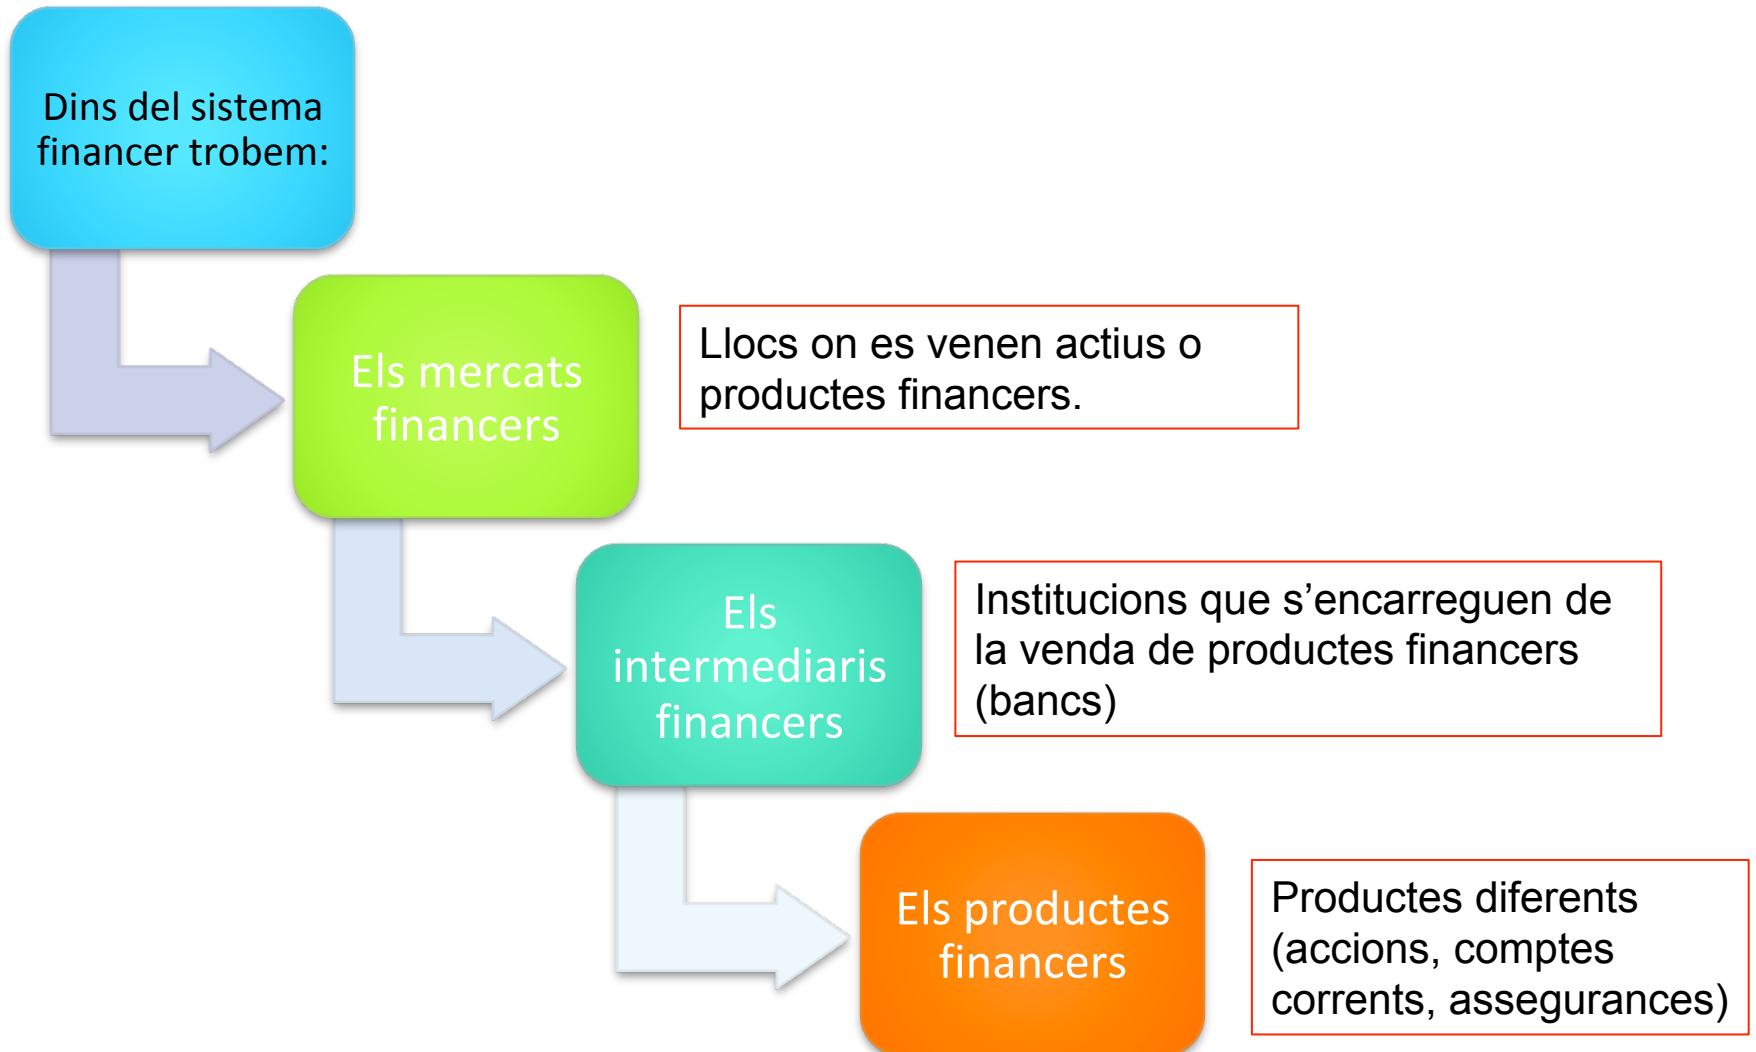 Dins del sistema
financer trobem:
Els mercats
financers
Llocs on es venen actius o
productes financers.
Els
intermediaris
financers
Institucions que s’encarreguen de
la venda de productes financers
(bancs)
Els productes
financers
Productes diferents
(accions, comptes
corrents, assegurances)